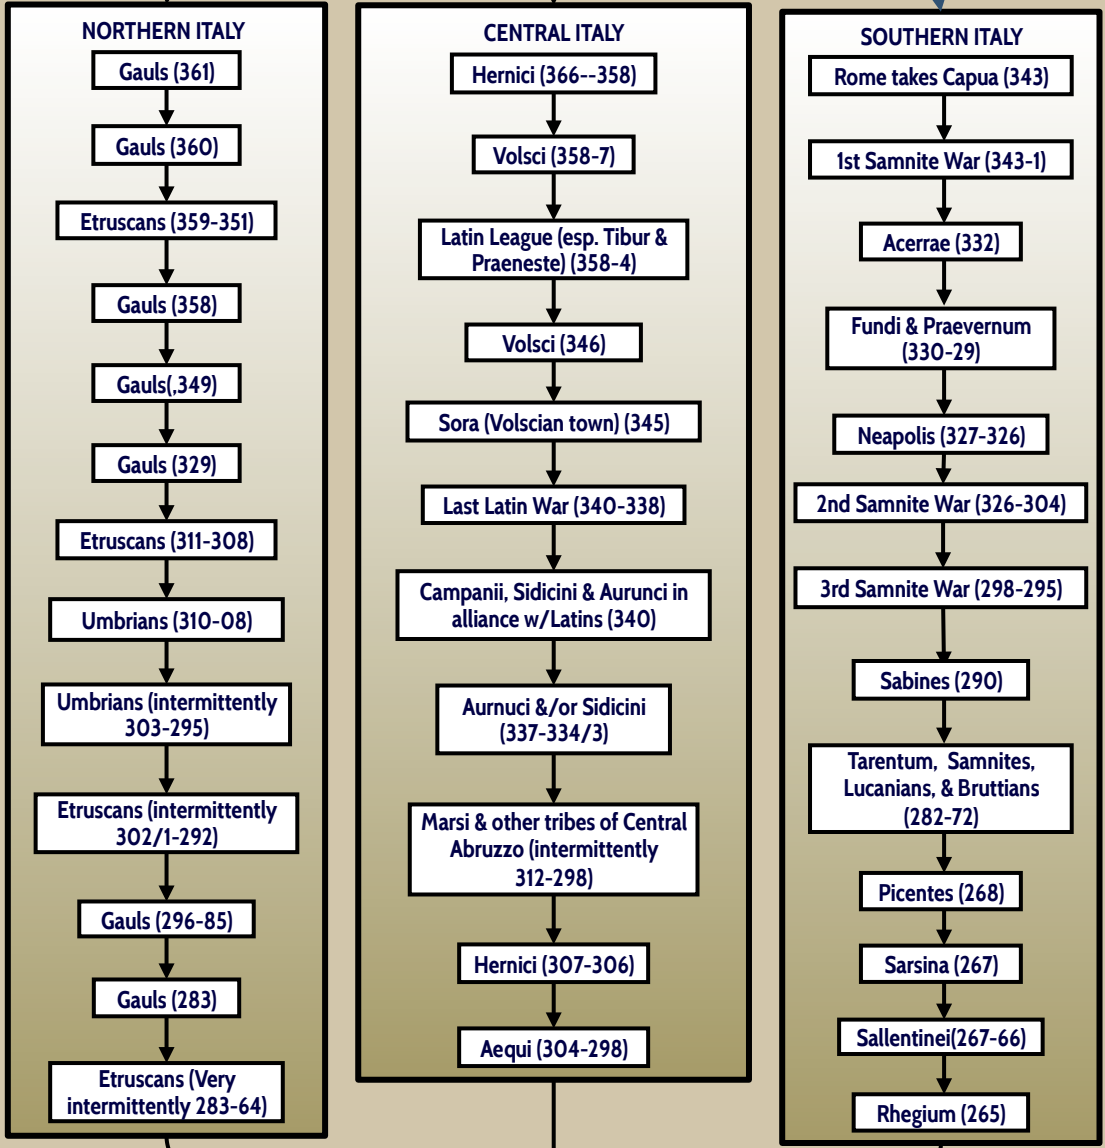 NORTHERN ITALY
Gauls (361)
Gauls (360)
Etruscans (359-351)
Gauls (358)
Gauls(,349)
Gauls (329)
Etruscans (311-308)
Umbrians (310-08)
Umbrians (intermittently
303-295)
Etruscans (intermittently
302/1-292)
Gauls (296-85)
Gauls (283)
Etruscans (Very
intermittently 283-64)
CENTRAL ITALY
Hernici (366--358)
Volsci (358-7)
Latin League (esp. Tibur &
Praeneste) (358-4)
Volsci (346)
Sora (Volscian town) (345)
Last Latin War (340-338)
Campanii, Sidicini & Aurunci in
alliance w/Latins (340)
Aurnuci &/or Sidicini
(337-334/3)
Marsi & other tribes of Central
Abruzzo (intermittently
312-298)
Hernici (307-306)
Aequi (304-298)
SOUTHERN ITALY
Rome takes Capua (343)
1st Samnite War (343-1)
Acerrae (332)
Fundi & Praevernum
(330-29)
Neapolis (327-326)
2nd Samnite War (326-304)
3rd Samnite War (298-295)
Sabines (290)
Tarentum, Samnites,
Lucanians, & Bruttians
(282-72)
Picentes (268)
Sarsina (267)
Sallentinei(267-66)
Rhegium (265)